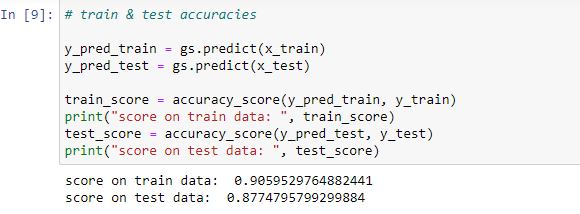 In [9]: # train & test accuracies
y_pred_train = gs.predict(x_train)
y_pred_test = gs.predict(x_test)
train_score = accuracy_score(y_pred_train, y_train)
print("score on train data: ", train_score)
test_score = accuracy_score(y_pred_test, y_test)
print("score on test data: ", test_score)
score on train data:  0.9059529764882441
score on test data:  0.8774795799299884